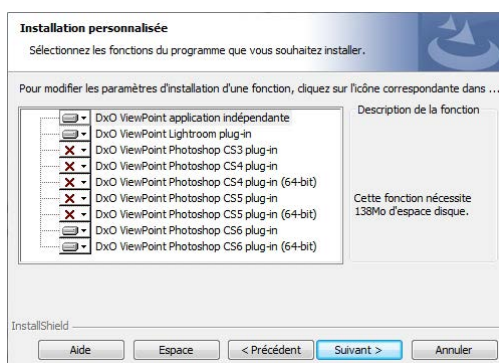 Installation personnalisée
Sélectionnez les fonctions du programme que vous souhaitez installer.
Pour modifier les paramètres d'installation d'une fonction, cliquez sur l'icône correspondante dans ...
DxO ViewPoint application indépendante
DxO ViewPoint Lightroom plug-in
DxO ViewPoint Photoshop CS3 plug-in
DxO ViewPoint Photoshop CS4 plug-in
DxO ViewPoint Photoshop CS4 plug-in (64-bit)
DxO ViewPoint Photoshop CS5 plug-in
DxO ViewPoint Photoshop CS5 plug-in (64-bit)
DxO ViewPoint Photoshop CS6 plug-in
DxO ViewPoint Photoshop CS6 plug-in (64-bit)
Description de la fonction
Cette fonction nécessite
138Mo d'espace disque.
InstallShield
Aide
Espace
< Précédent
Suivant >
Annuler